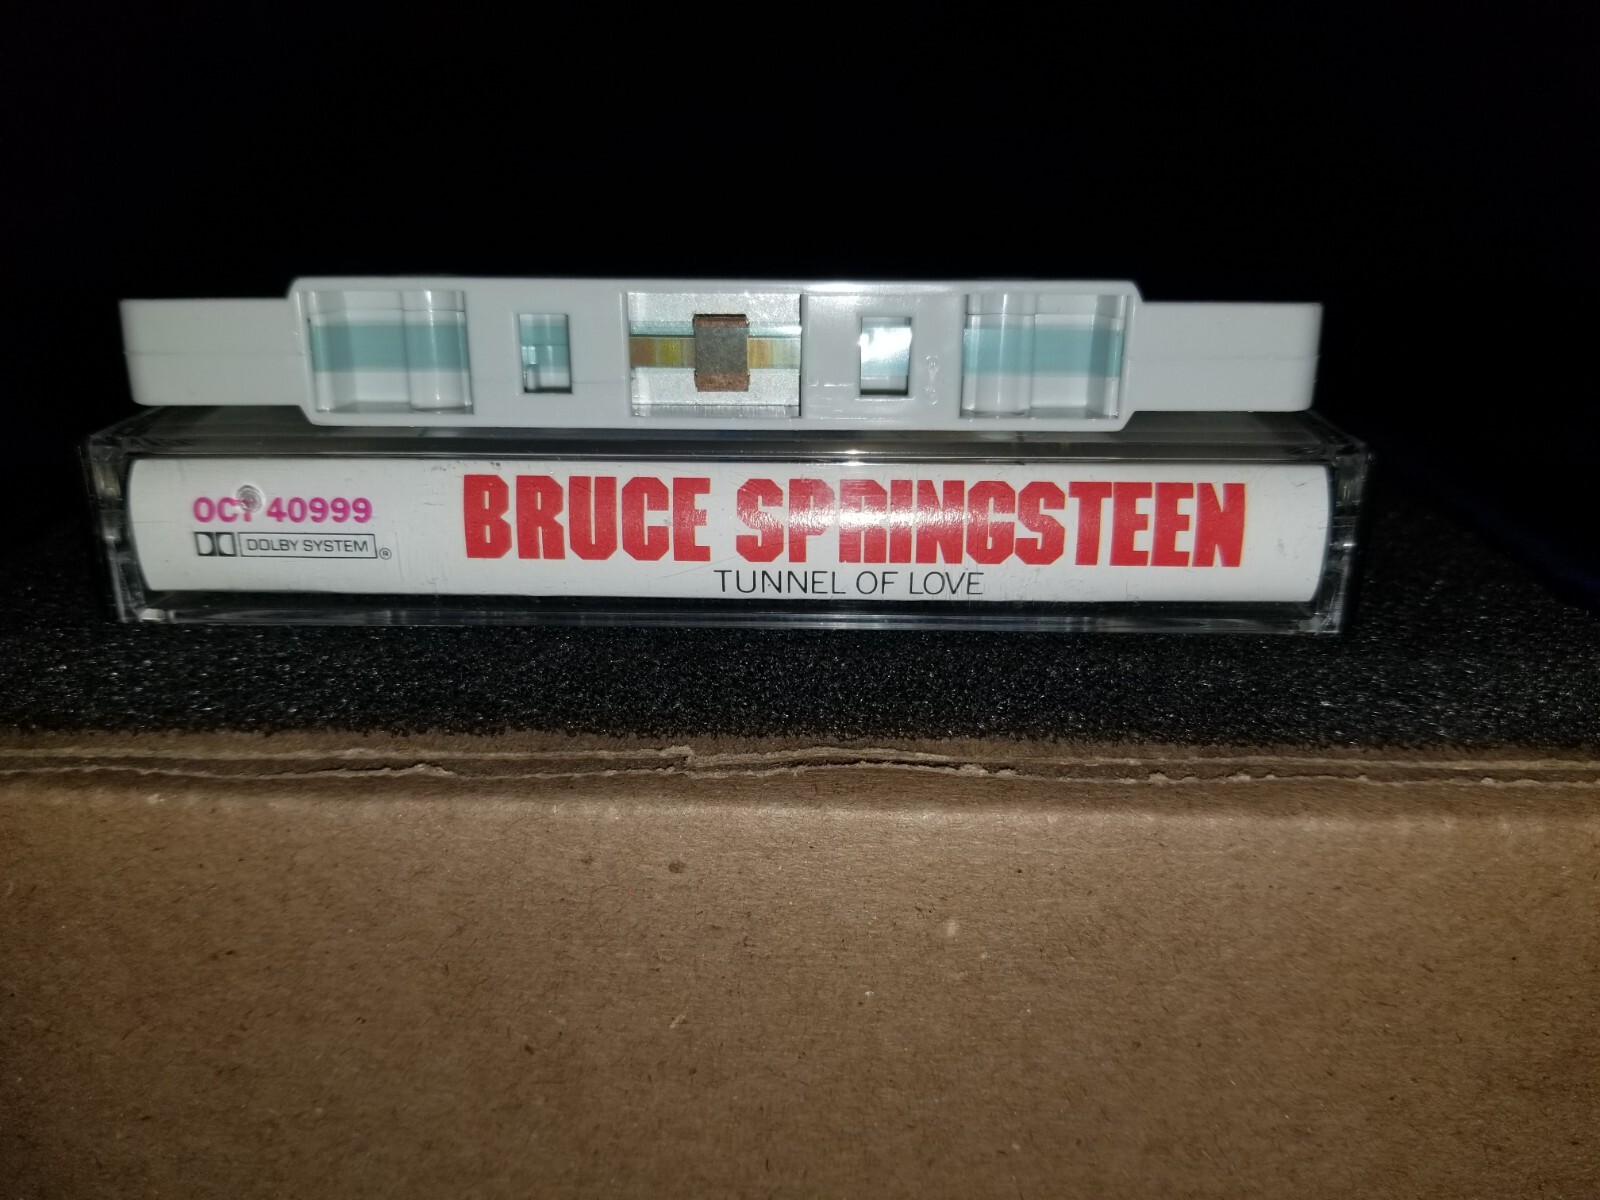 OCT 40999
DOLBY SYSTEM ®
BRUCE SPRINGSTEEN
TUNNEL OF LOVE